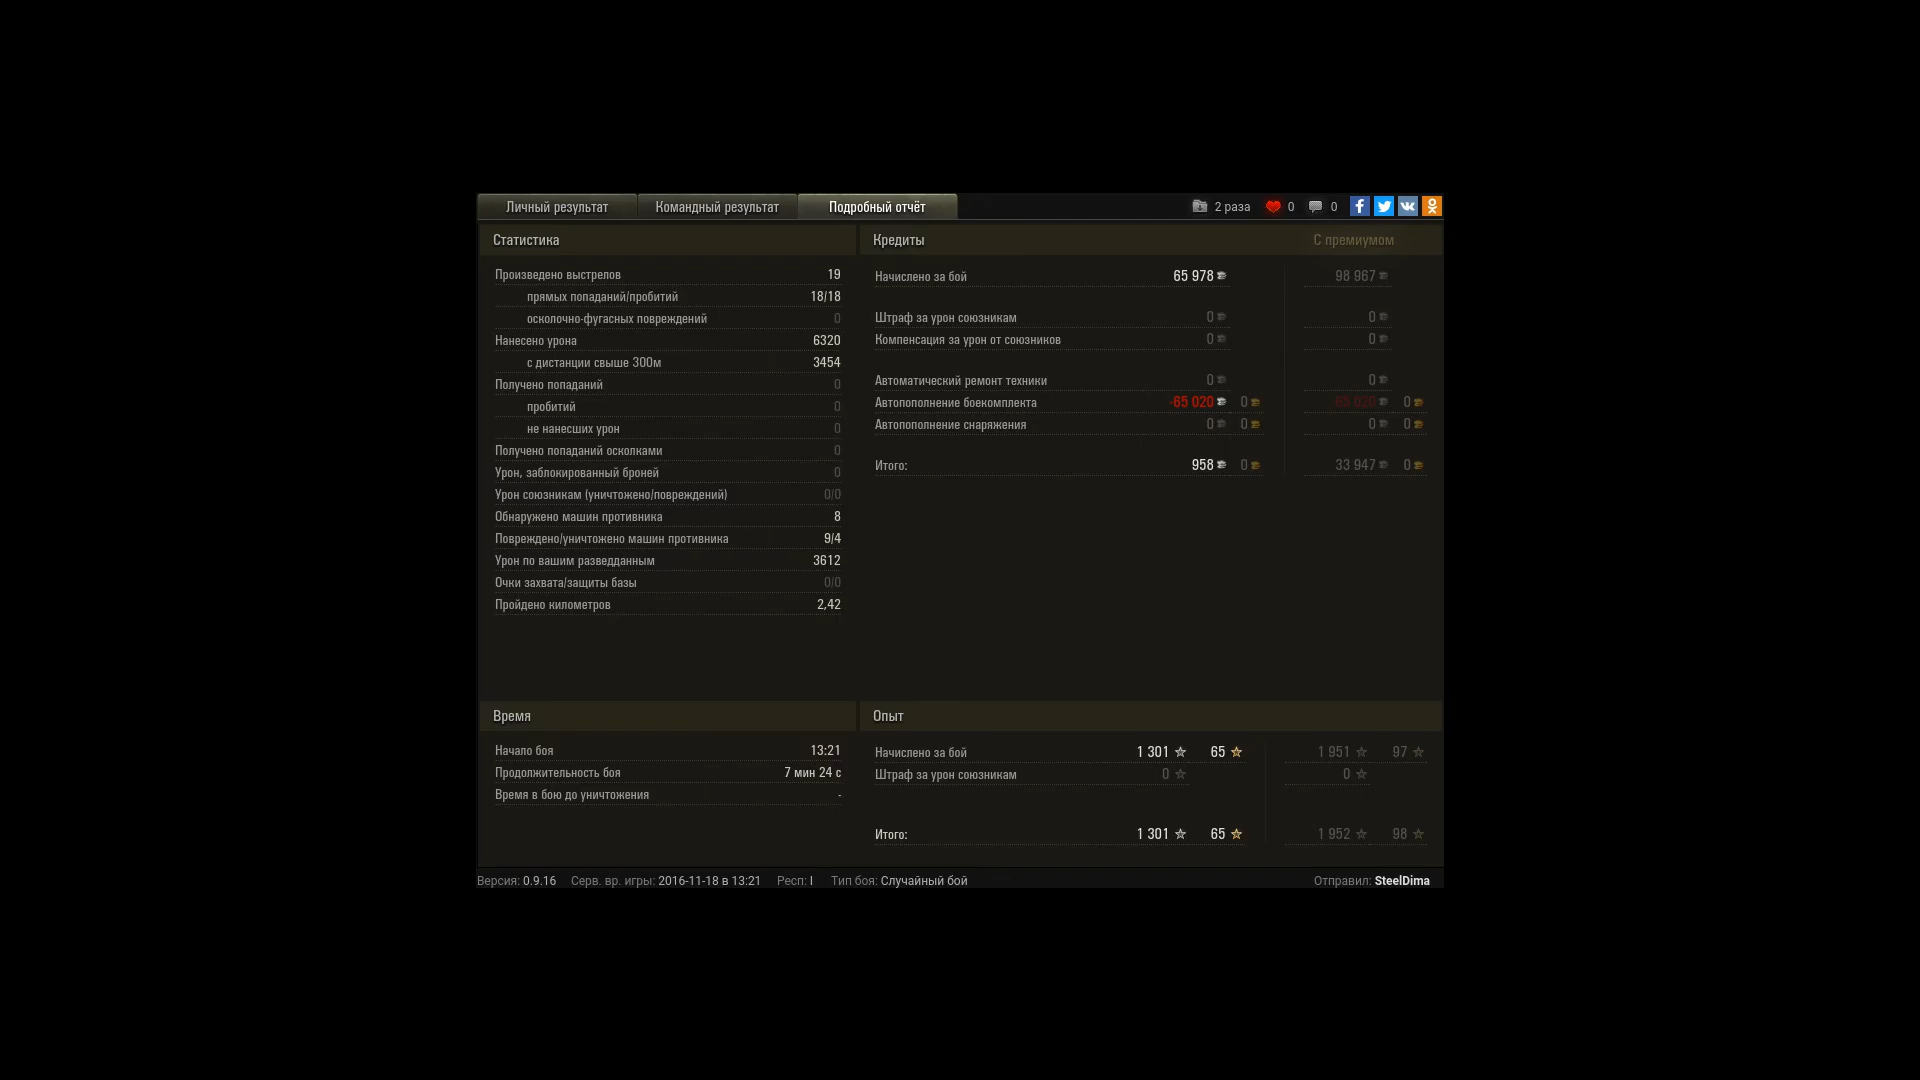 Личный результат Командный результат Подробный отчёт 2 раза 0 0
Статистика
Произведено выстрелов 19
прямых попаданий/пробитий 18/18
осколочно-фугасных повреждений 0
Нанесено урона 6320
с дистанции свыше 300м 3454
Получено попаданий 0
пробитий 0
не нанесших урон 0
Получено попаданий осколками 0
Урон, заблокированный броней 0
Урон союзникам (уничтожено/повреждений) 0/0
Обнаружено машин противника 8
Повреждено/уничтожено машин противника 9/4
Урон по вашим разведданным 3612
Очки захвата/защиты базы 0/0
Пройдено километров 2,42
Кредиты С премиумом
Начислено за бой 65 978 98 967
Штраф за урон союзникам 0 0
Компенсация за урон от союзников 0 0
Автоматический ремонт техники 0 0
Автопополнение боекомплекта -65 020 0 -65 020 0
Автопополнение снаряжения 0 0 0 0
Итого: 958 0 33 947 0
Время
Начало боя 13:21
Продолжительность боя 7 мин 24 с
Время в бою до уничтожения -
Опыт
Начислено за бой 1 301 65 1 951 97
Штраф за урон союзникам 0 0
Итого: 1 301 65 1 952 98
Версия: 0.9.16 Серв. вр. игры: 2016-11-18 в 13:21 Респ: I Тип боя: Случайный бой Отправил: SteelDima